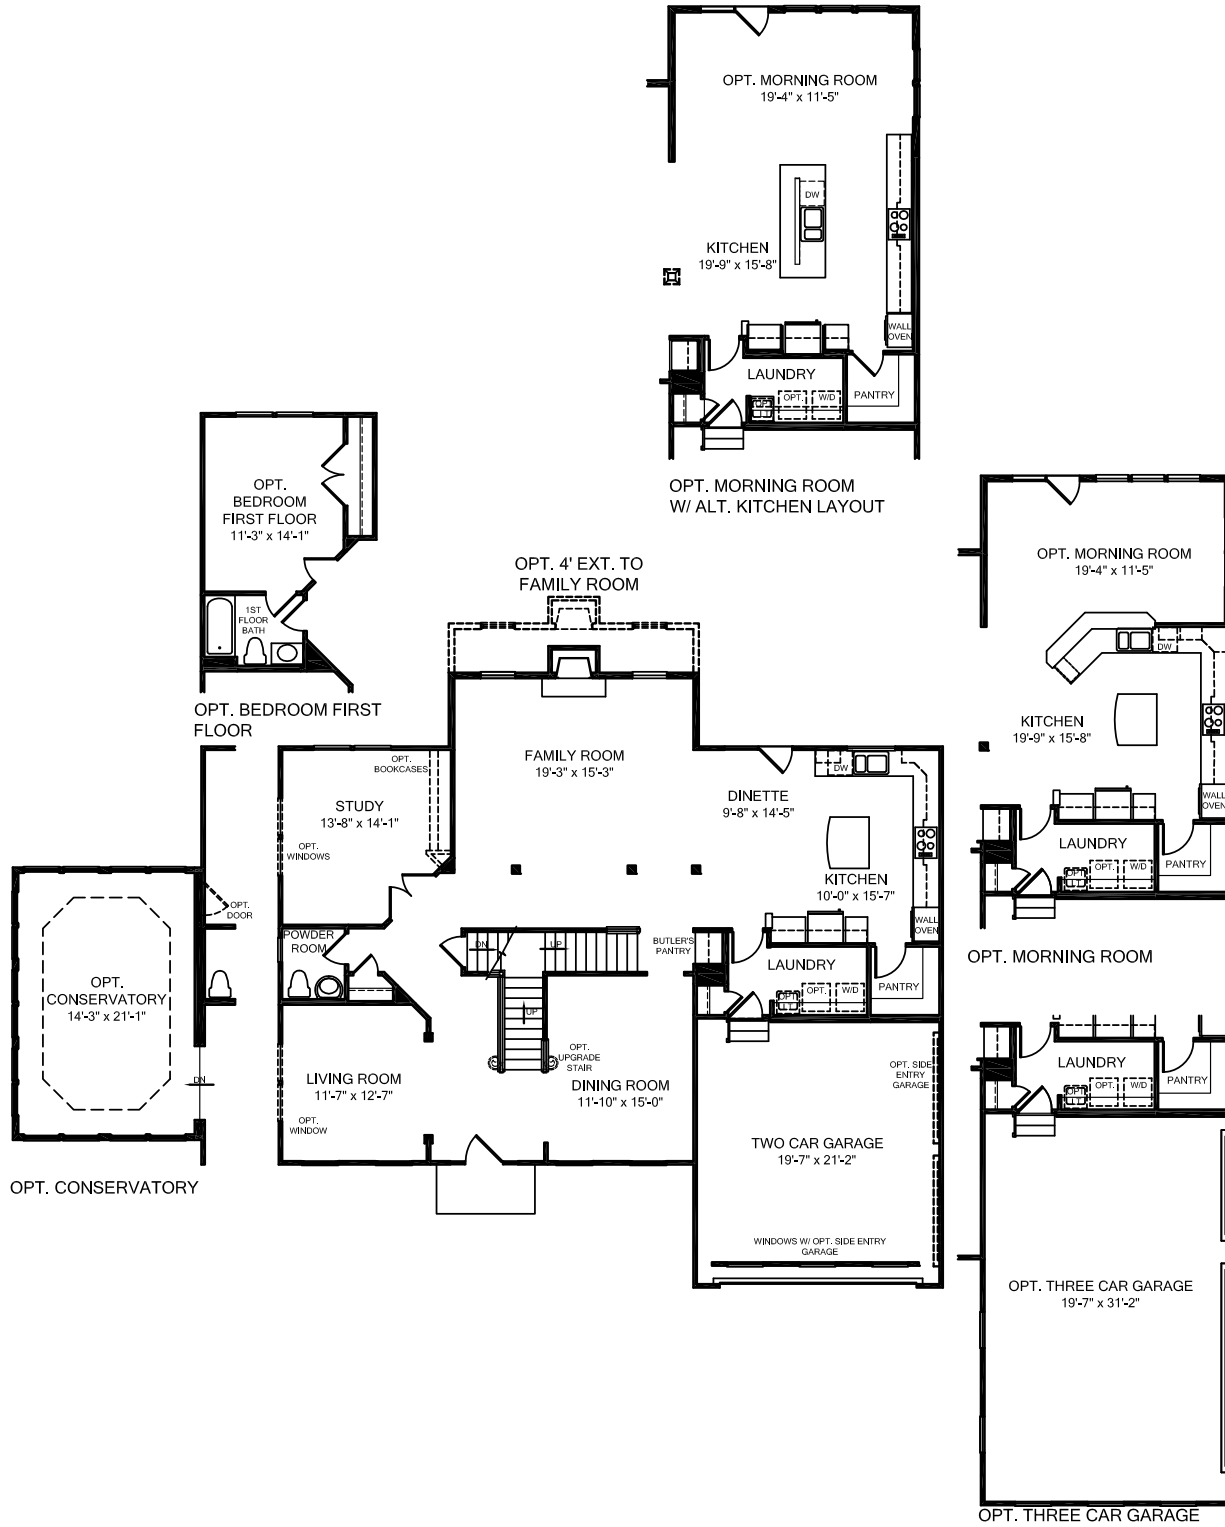 OPT. MORNING ROOM
19'-4" x 11'-5"
DW
KITCHEN
19'-9" x 15'-8"
WALL
OVEN
LAUNDRY
OPT.
OPT.
W/D
PANTRY
OPT. MORNING ROOM
W/ ALT. KITCHEN LAYOUT
OPT.
BEDROOM
FIRST FLOOR
11'-3" x 14'-1"
1ST
FLOOR
BATH
OPT. BEDROOM FIRST
FLOOR
OPT. 4' EXT. TO
FAMILY ROOM
OPT. MORNING ROOM
19'-4" x 11'-5"
DW
KITCHEN
19'-9" x 15'-8"
WALL
OVEN
LAUNDRY
OPT.
OPT.
W/D
PANTRY
OPT. MORNING ROOM
FAMILY ROOM
19'-3" x 15'-3"
OPT.
BOOKCASES
STUDY
13'-8" x 14'-1"
OPT.
WINDOWS
DINETTE
9'-8" x 14'-5"
DW
KITCHEN
10'-0" x 15'-7"
WALL
OVEN
POWDER
ROOM
DN
UP
UP
BUTLER'S
PANTRY
LAUNDRY
OPT.
OPT.
W/D
PANTRY
OPT.
DOOR
OPT.
CONSERVATORY
14'-3" x 21'-1"
DN
OPT. CONSERVATORY
LIVING ROOM
11'-7" x 12'-7"
OPT.
WINDOW
OPT.
UPGRADE
STAIR
DINING ROOM
11'-10" x 15'-0"
OPT. SIDE
ENTRY
GARAGE
TWO CAR GARAGE
19'-7" x 21'-2"
WINDOWS W/ OPT. SIDE ENTRY
GARAGE
LAUNDRY
OPT.
OPT.
W/D
PANTRY
OPT. THREE CAR GARAGE
19'-7" x 31'-2"
OPT. THREE CAR GARAGE